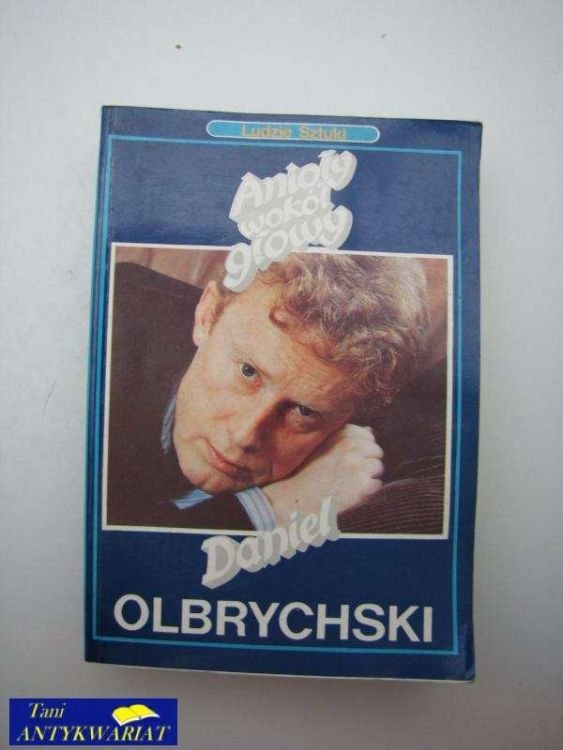 Ludzie Sztuki
Anioły
wokół
głowy
Daniel
OLBRYCHSKI
Tani
ANTYKWARIAT